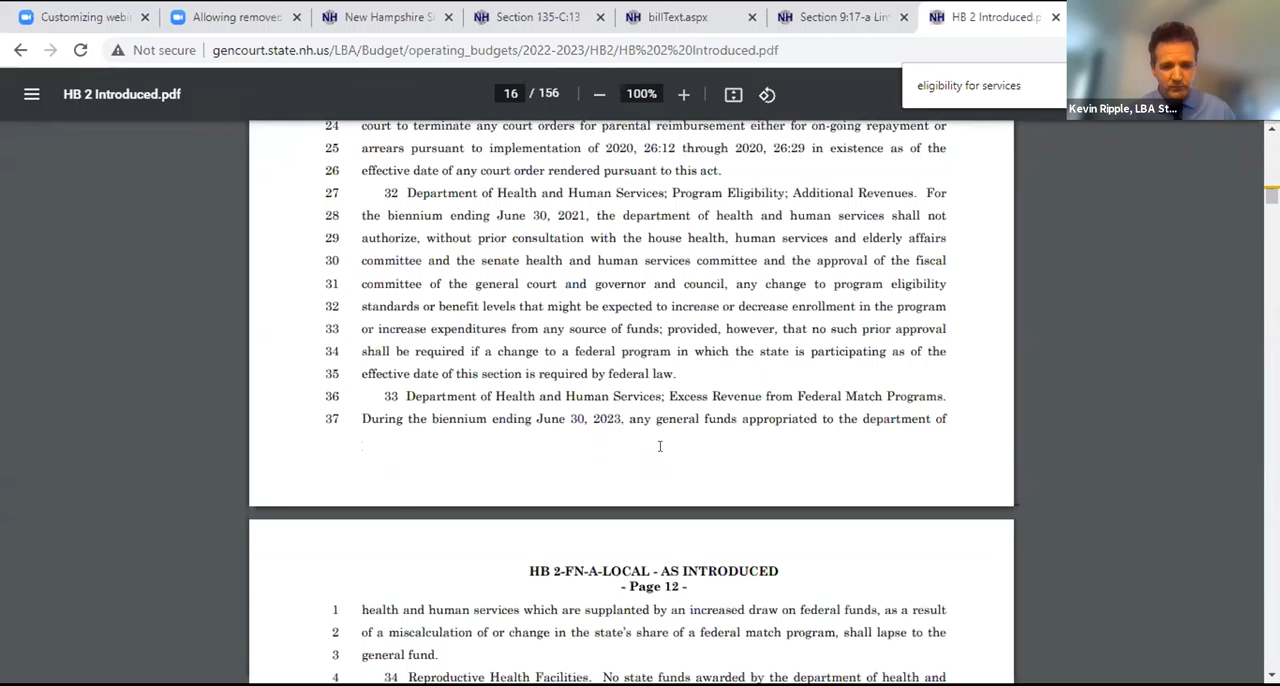 Customizing webi
Allowing removed
New Hampshire S
Section 135-C:13
billText.aspx
Section 9:17-a Lim
HB 2 Introduced.p
Not secure
gencourt.state.nh.us/LBA/Budget/operating_budgets/2022-2023/HB2/HB%202%20Introduced.pdf
HB 2 Introduced.pdf
16 / 156
100%
eligibility for services
Kevin Ripple, LBA St...
24 court to terminate any court orders for parental reimbursement either for on-going repayment or
25 arrears pursuant to implementation of 2020, 26:12 through 2020, 26:29 in existence as of the
26 effective date of any court order rendered pursuant to this act.
27 32 Department of Health and Human Services; Program Eligibility; Additional Revenues. For
28 the biennium ending June 30, 2021, the department of health and human services shall not
29 authorize, without prior consultation with the house health, human services and elderly affairs
30 committee and the senate health and human services committee and the approval of the fiscal
31 committee of the general court and governor and council, any change to program eligibility
32 standards or benefit levels that might be expected to increase or decrease enrollment in the program
33 or increase expenditures from any source of funds; provided, however, that no such prior approval
34 shall be required if a change to a federal program in which the state is participating as of the
35 effective date of this section is required by federal law.
36 33 Department of Health and Human Services; Excess Revenue from Federal Match Programs.
37 During the biennium ending June 30, 2023, any general funds appropriated to the department of
HB 2-FN-A-LOCAL - AS INTRODUCED
- Page 12 -
1 health and human services which are supplanted by an increased draw on federal funds, as a result
2 of a miscalculation of or change in the state's share of a federal match program, shall lapse to the
3 general fund.
4 34 Reproductive Health Facilities. No state funds awarded by the department of health and